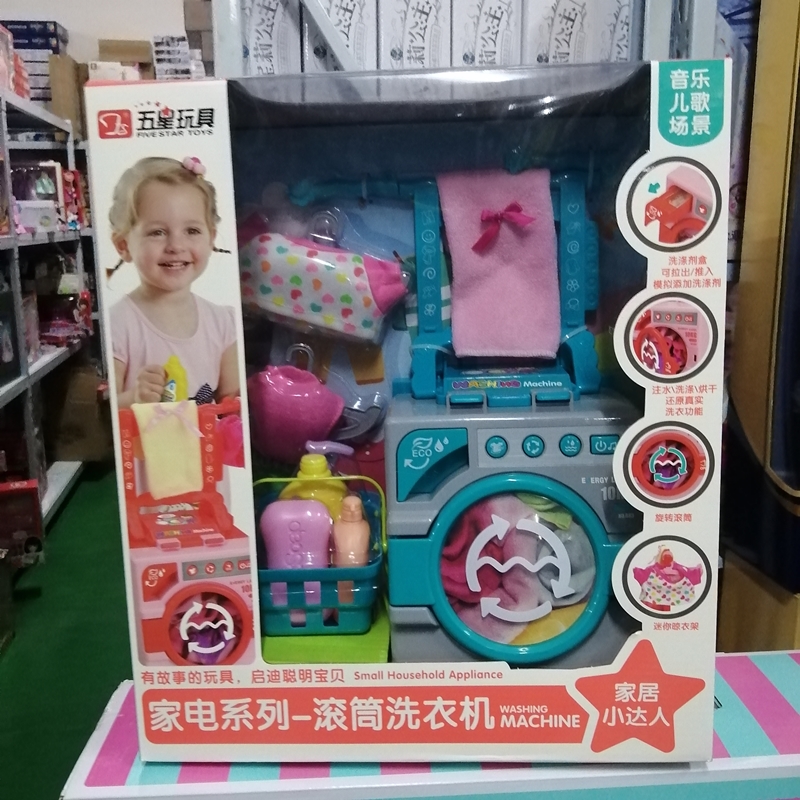 五星玩具
FIVE STAR TOYS
音乐
儿歌
场景
洗涤剂盒
可拉出/推入
模拟添加洗涤剂
注水\洗涤\烘干
还原真实
洗衣功能
旋转滚筒
迷你晾衣架
WASHING Machine
ECO
Soap
有故事的玩具，启迪聪明宝贝 Small Household Appliance
家电系列-滚筒洗衣机
WASHING
MACHINE
家居
小达人